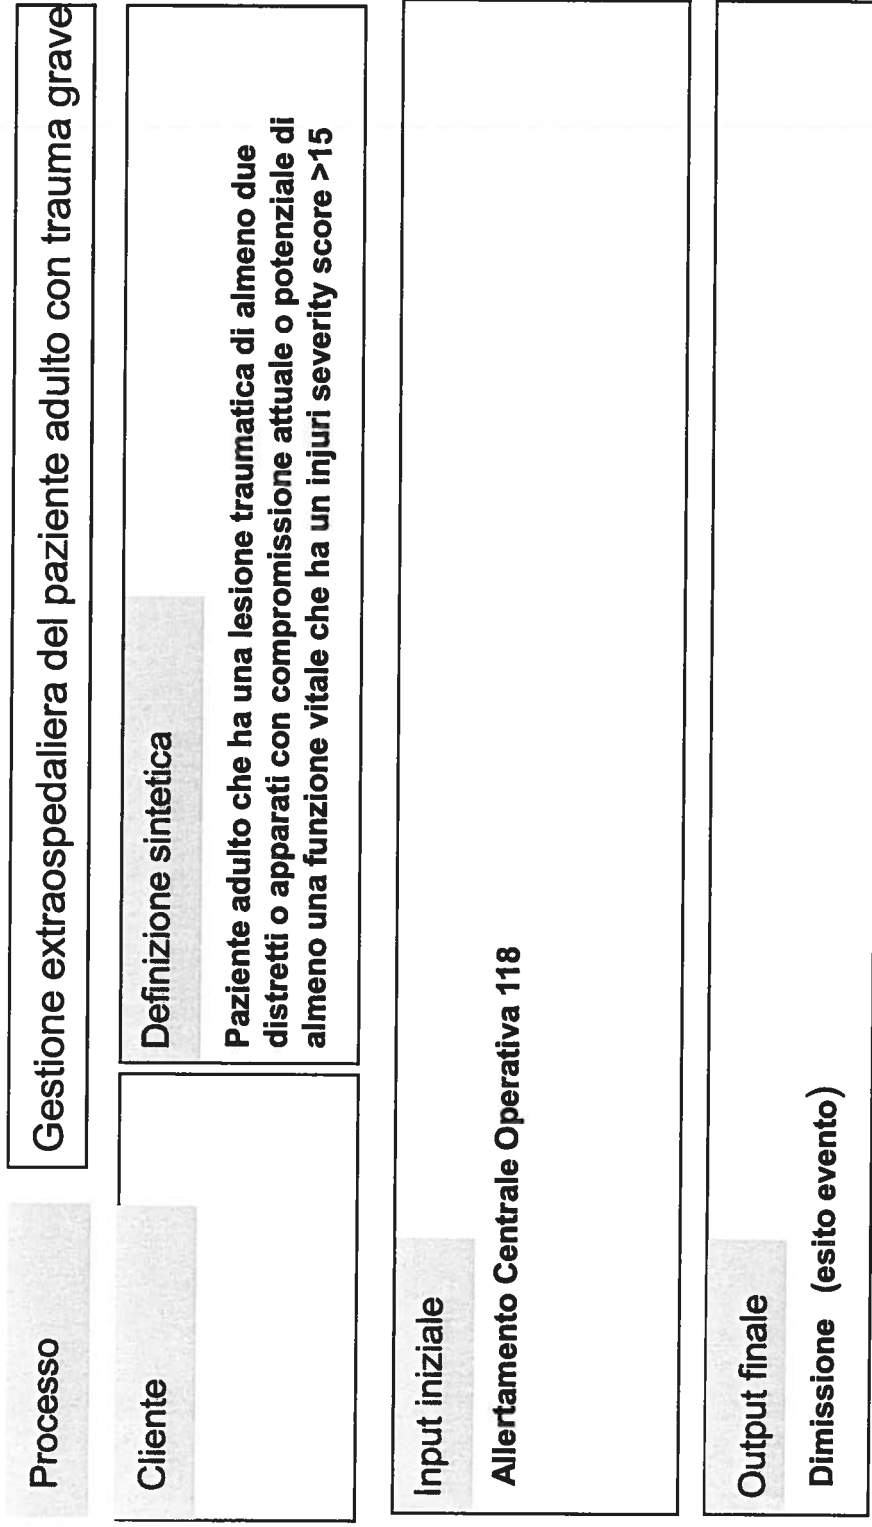 Processo
Gestione extraospedaliera del paziente adulto con trauma grave
Cliente
Definizione sintetica
Paziente adulto che ha una lesione traumatica di almeno due
distretti o apparati con compromissione attuale o potenziale di
almeno una funzione vitale che ha un injuri severity score >15
Input iniziale
Allertamento Centrale Operativa 118
Output finale
Dimissione (esito evento)